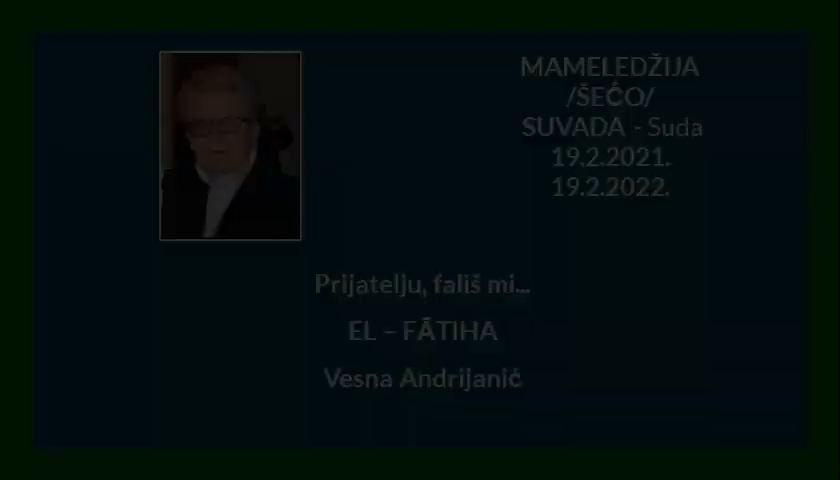 MAMELEDŽIJA
/ŠEĆO/
SUVADA - Suda
19.2.2021.
19.2.2022.
Prijatelju, fališ mi...
EL – FĀTIHA
Vesna Andrijanić